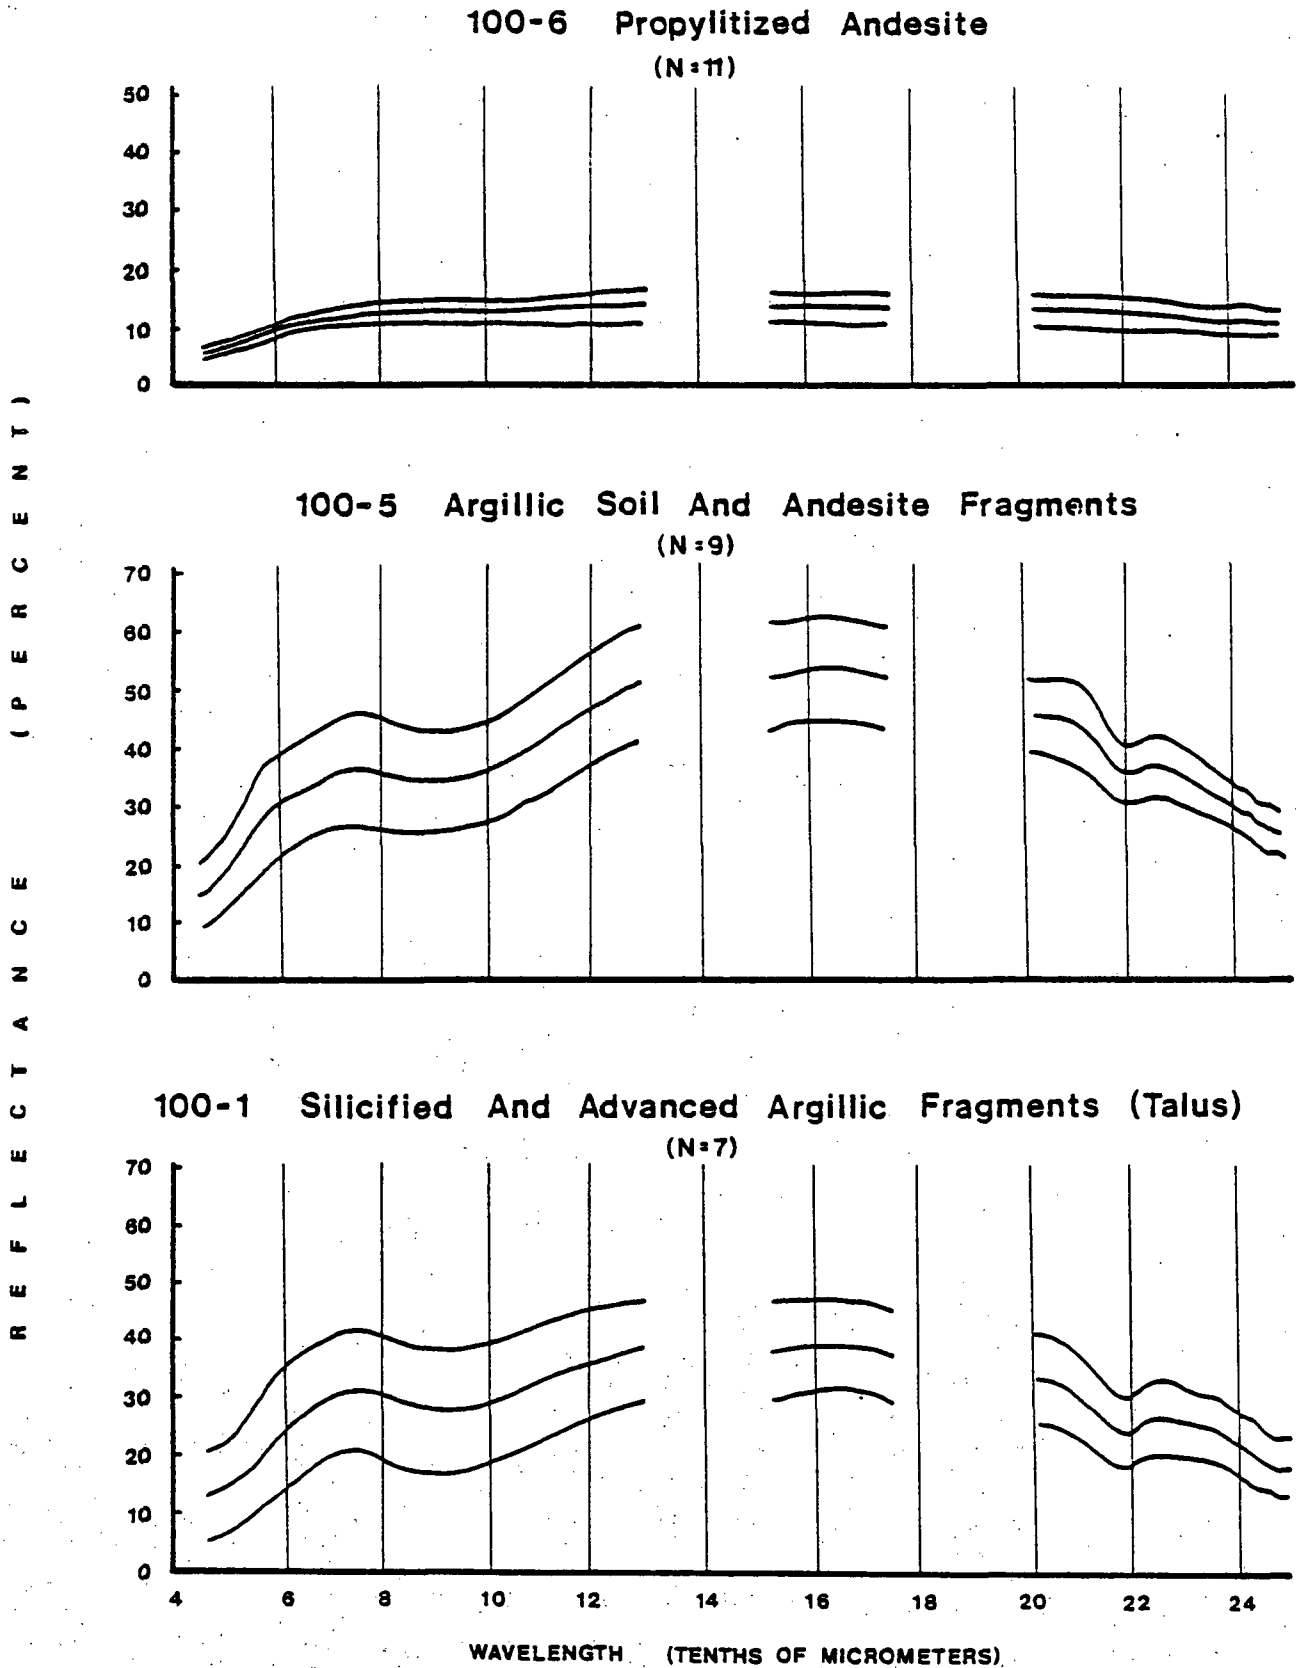 100-6 Propylitized Andesite
(N=11)
50
40
30
20
10
0
100-5 Argillic Soil And Andesite Fragments
(N=9)
70
60
50
40
30
20
10
0
100-1 Silicified And Advanced Argillic Fragments (Talus)
(N=7)
70
60
50
40
30
20
10
0
4 6 8 10 12 14 16 18 20 22 24
WAVELENGTH (TENTHS OF MICROMETERS)
REFLECTANCE (PERCENT)